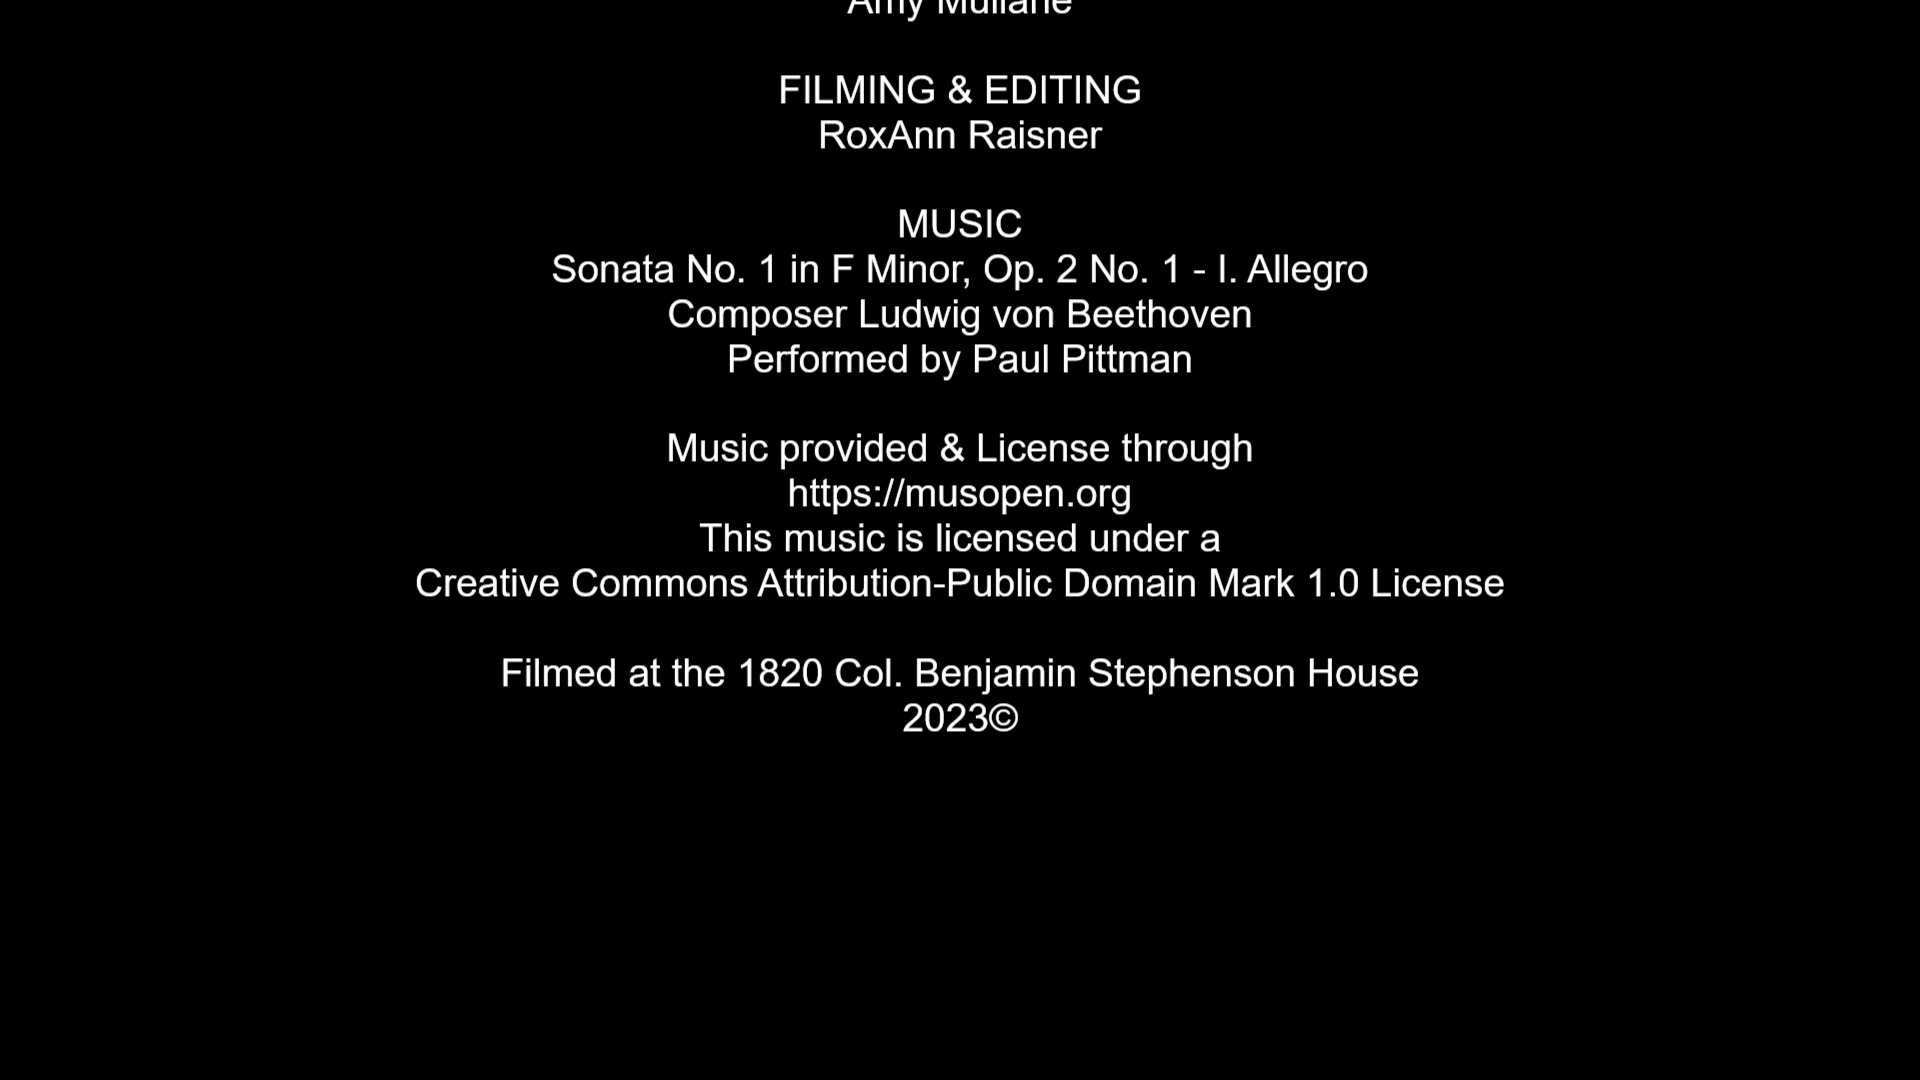 Amy Mullane
FILMING & EDITING
RoxAnn Raisner
MUSIC
Sonata No. 1 in F Minor, Op. 2 No. 1 - I. Allegro
Composer Ludwig von Beethoven
Performed by Paul Pittman
Music provided & License through
https://musopen.org
This music is licensed under a
Creative Commons Attribution-Public Domain Mark 1.0 License
Filmed at the 1820 Col. Benjamin Stephenson House
2023©